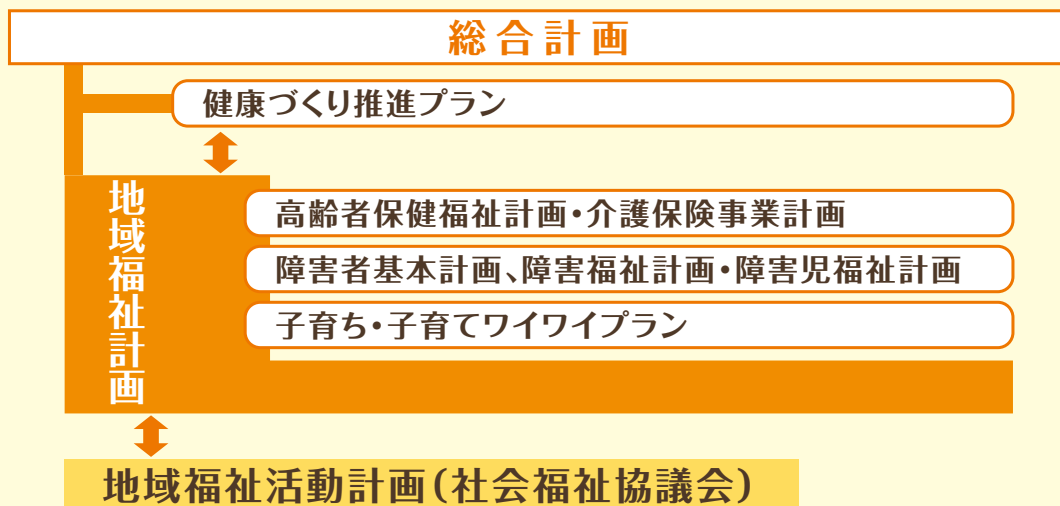 総合計画
健康づくり推進プラン
地域福祉計画
高齢者保健福祉計画・介護保険事業計画
障害者基本計画、障害福祉計画・障害児福祉計画
子育ち・子育てワイワイプラン
地域福祉活動計画(社会福祉協議会)